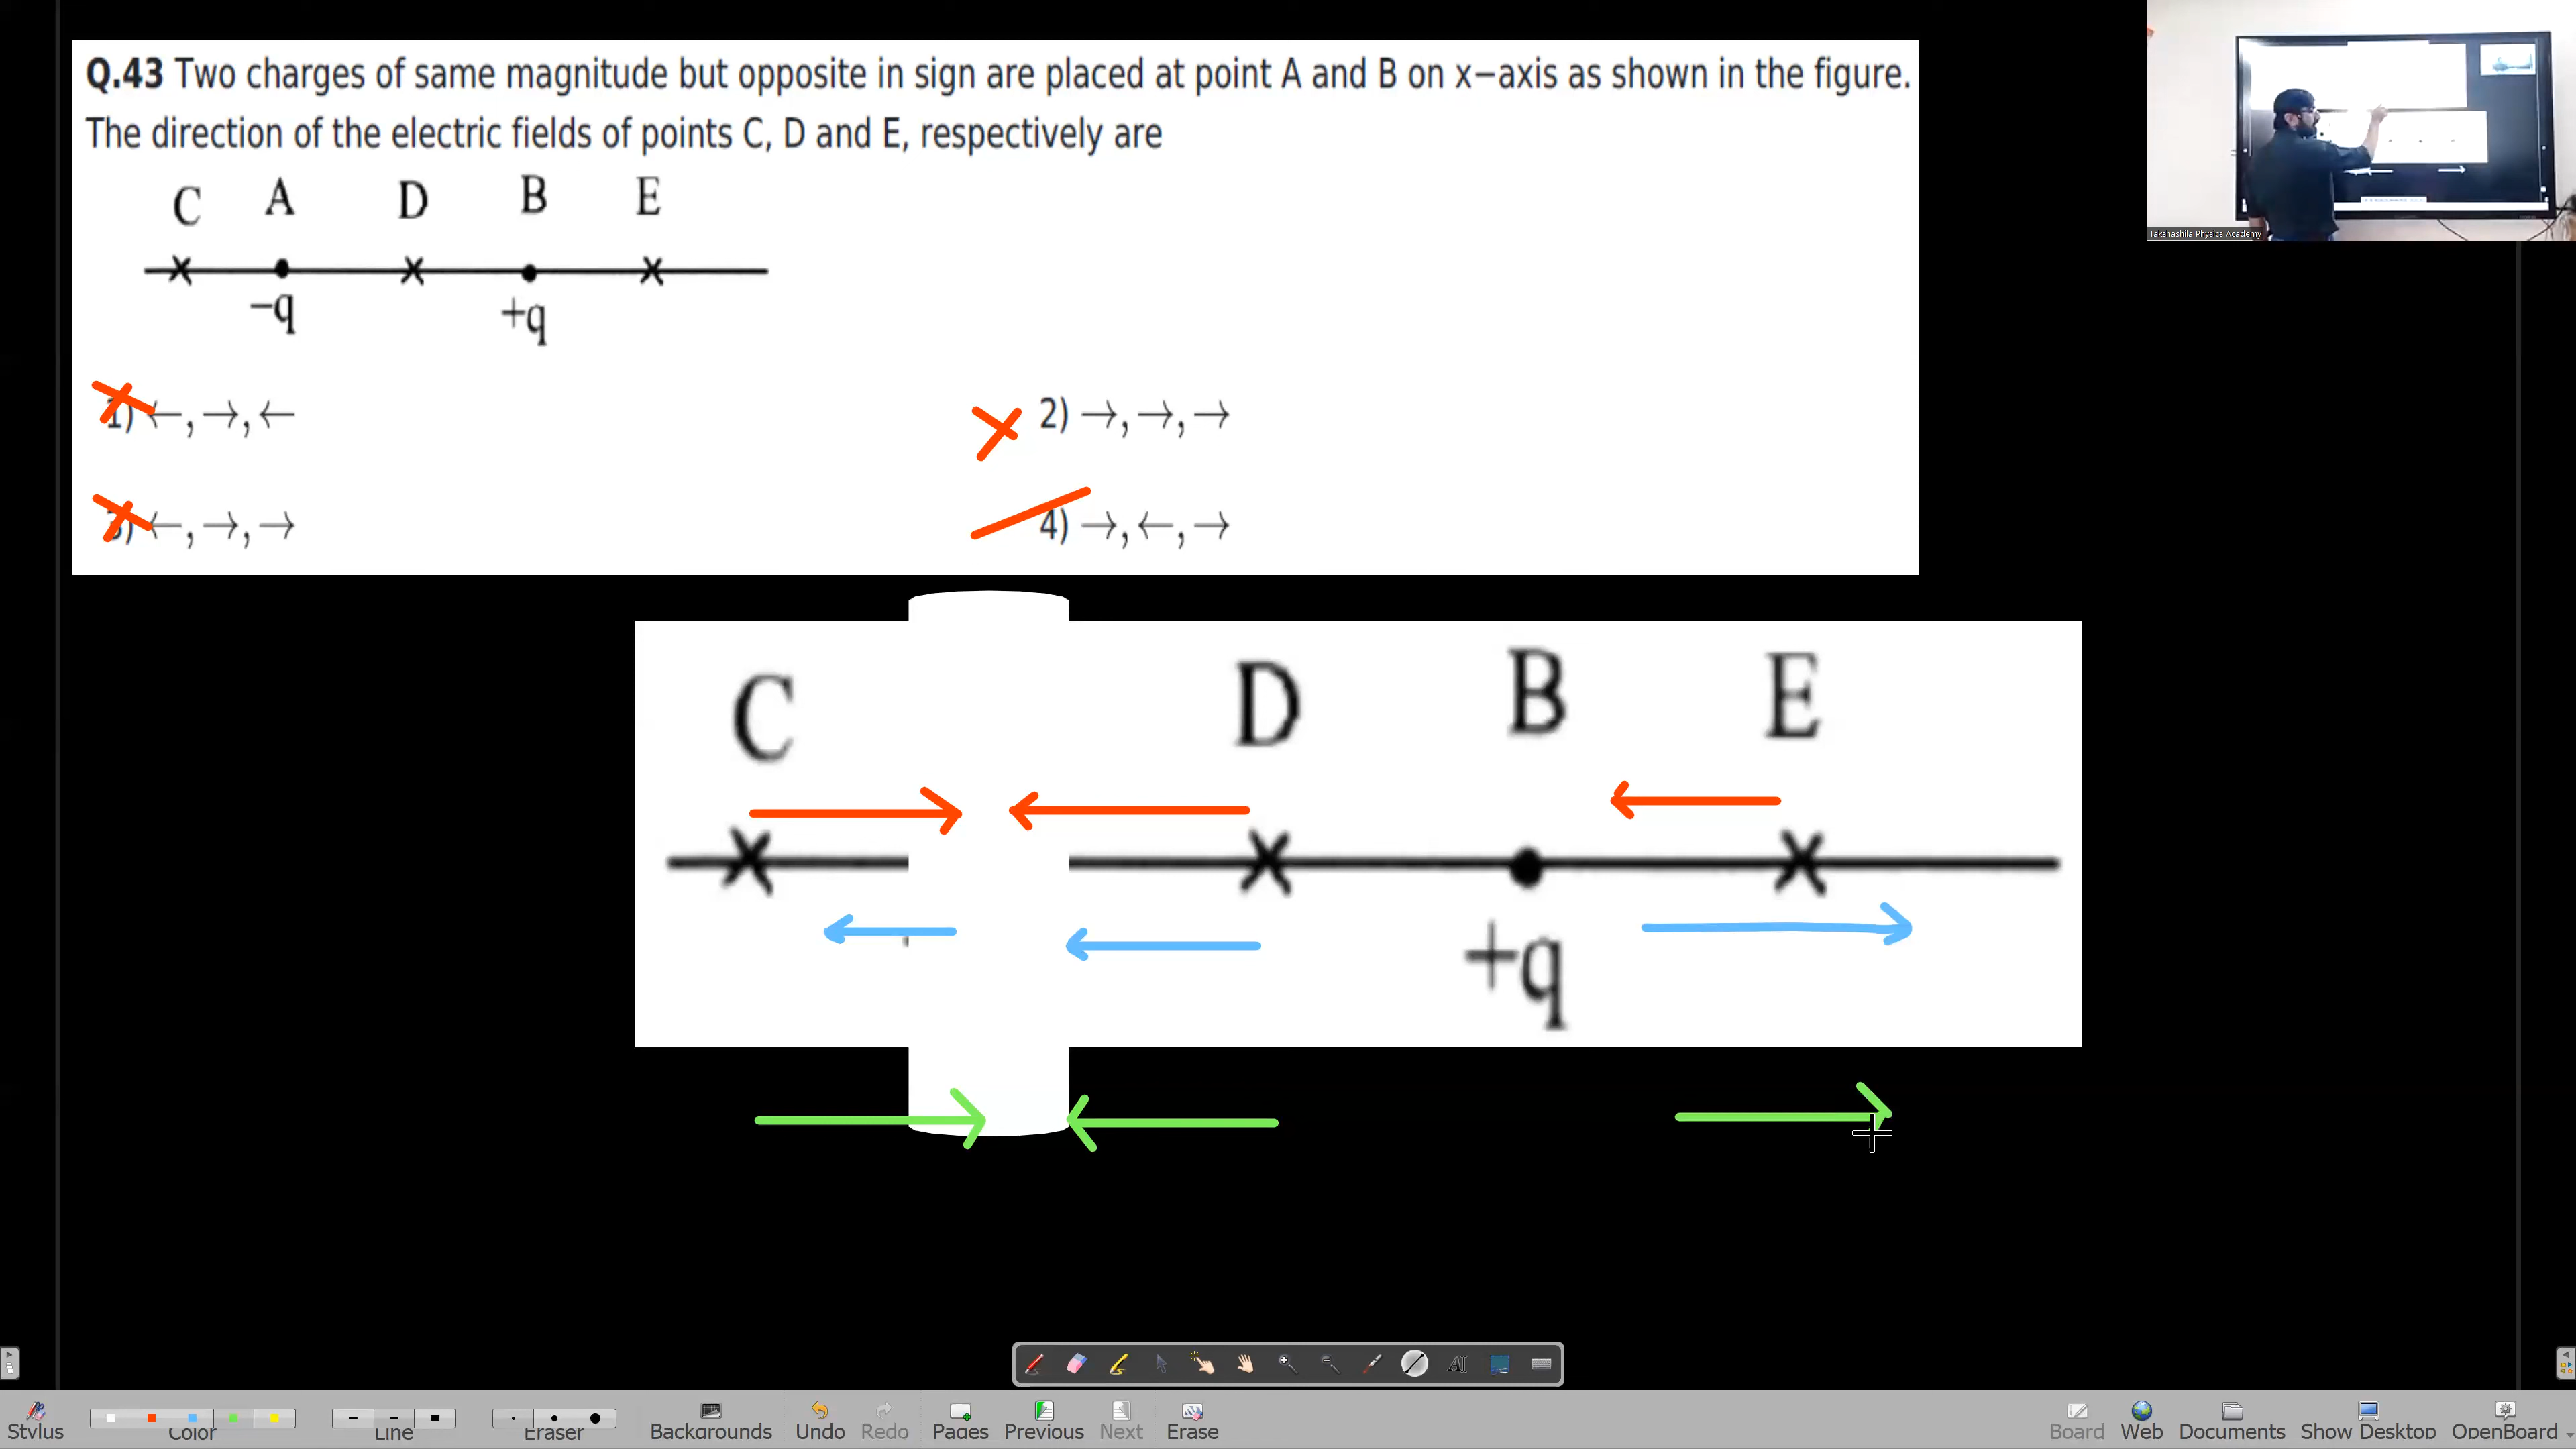 Q.43 Two charges of same magnitude but opposite in sign are placed at point A and B on x−axis as shown in the figure.
The direction of the electric fields of points C, D and E, respectively are
C A D B E
−q +q
1) ←, →, ←
2) →, →, →
3) ←, →, →
4) →, ←, →
C D B E
+q
Takshashila Physics Academy
Stylus Color Line Eraser Backgrounds Undo Redo Pages Previous Next Erase Board Web Documents Show Desktop OpenBoard